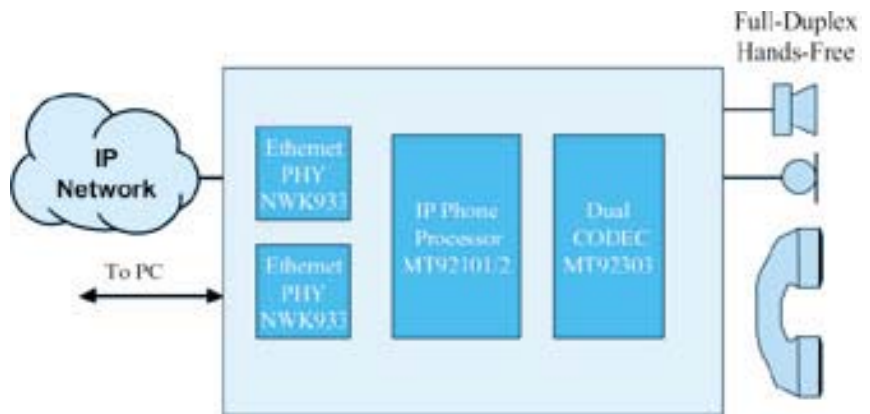 Full-Duplex
Hands-Free
IP
Network
To PC
Ethernet
PHY
NWK933
Ethernet
PHY
NWK933
IP Phone
Processor
MT92101/2
Dual
CODEC
MT92303